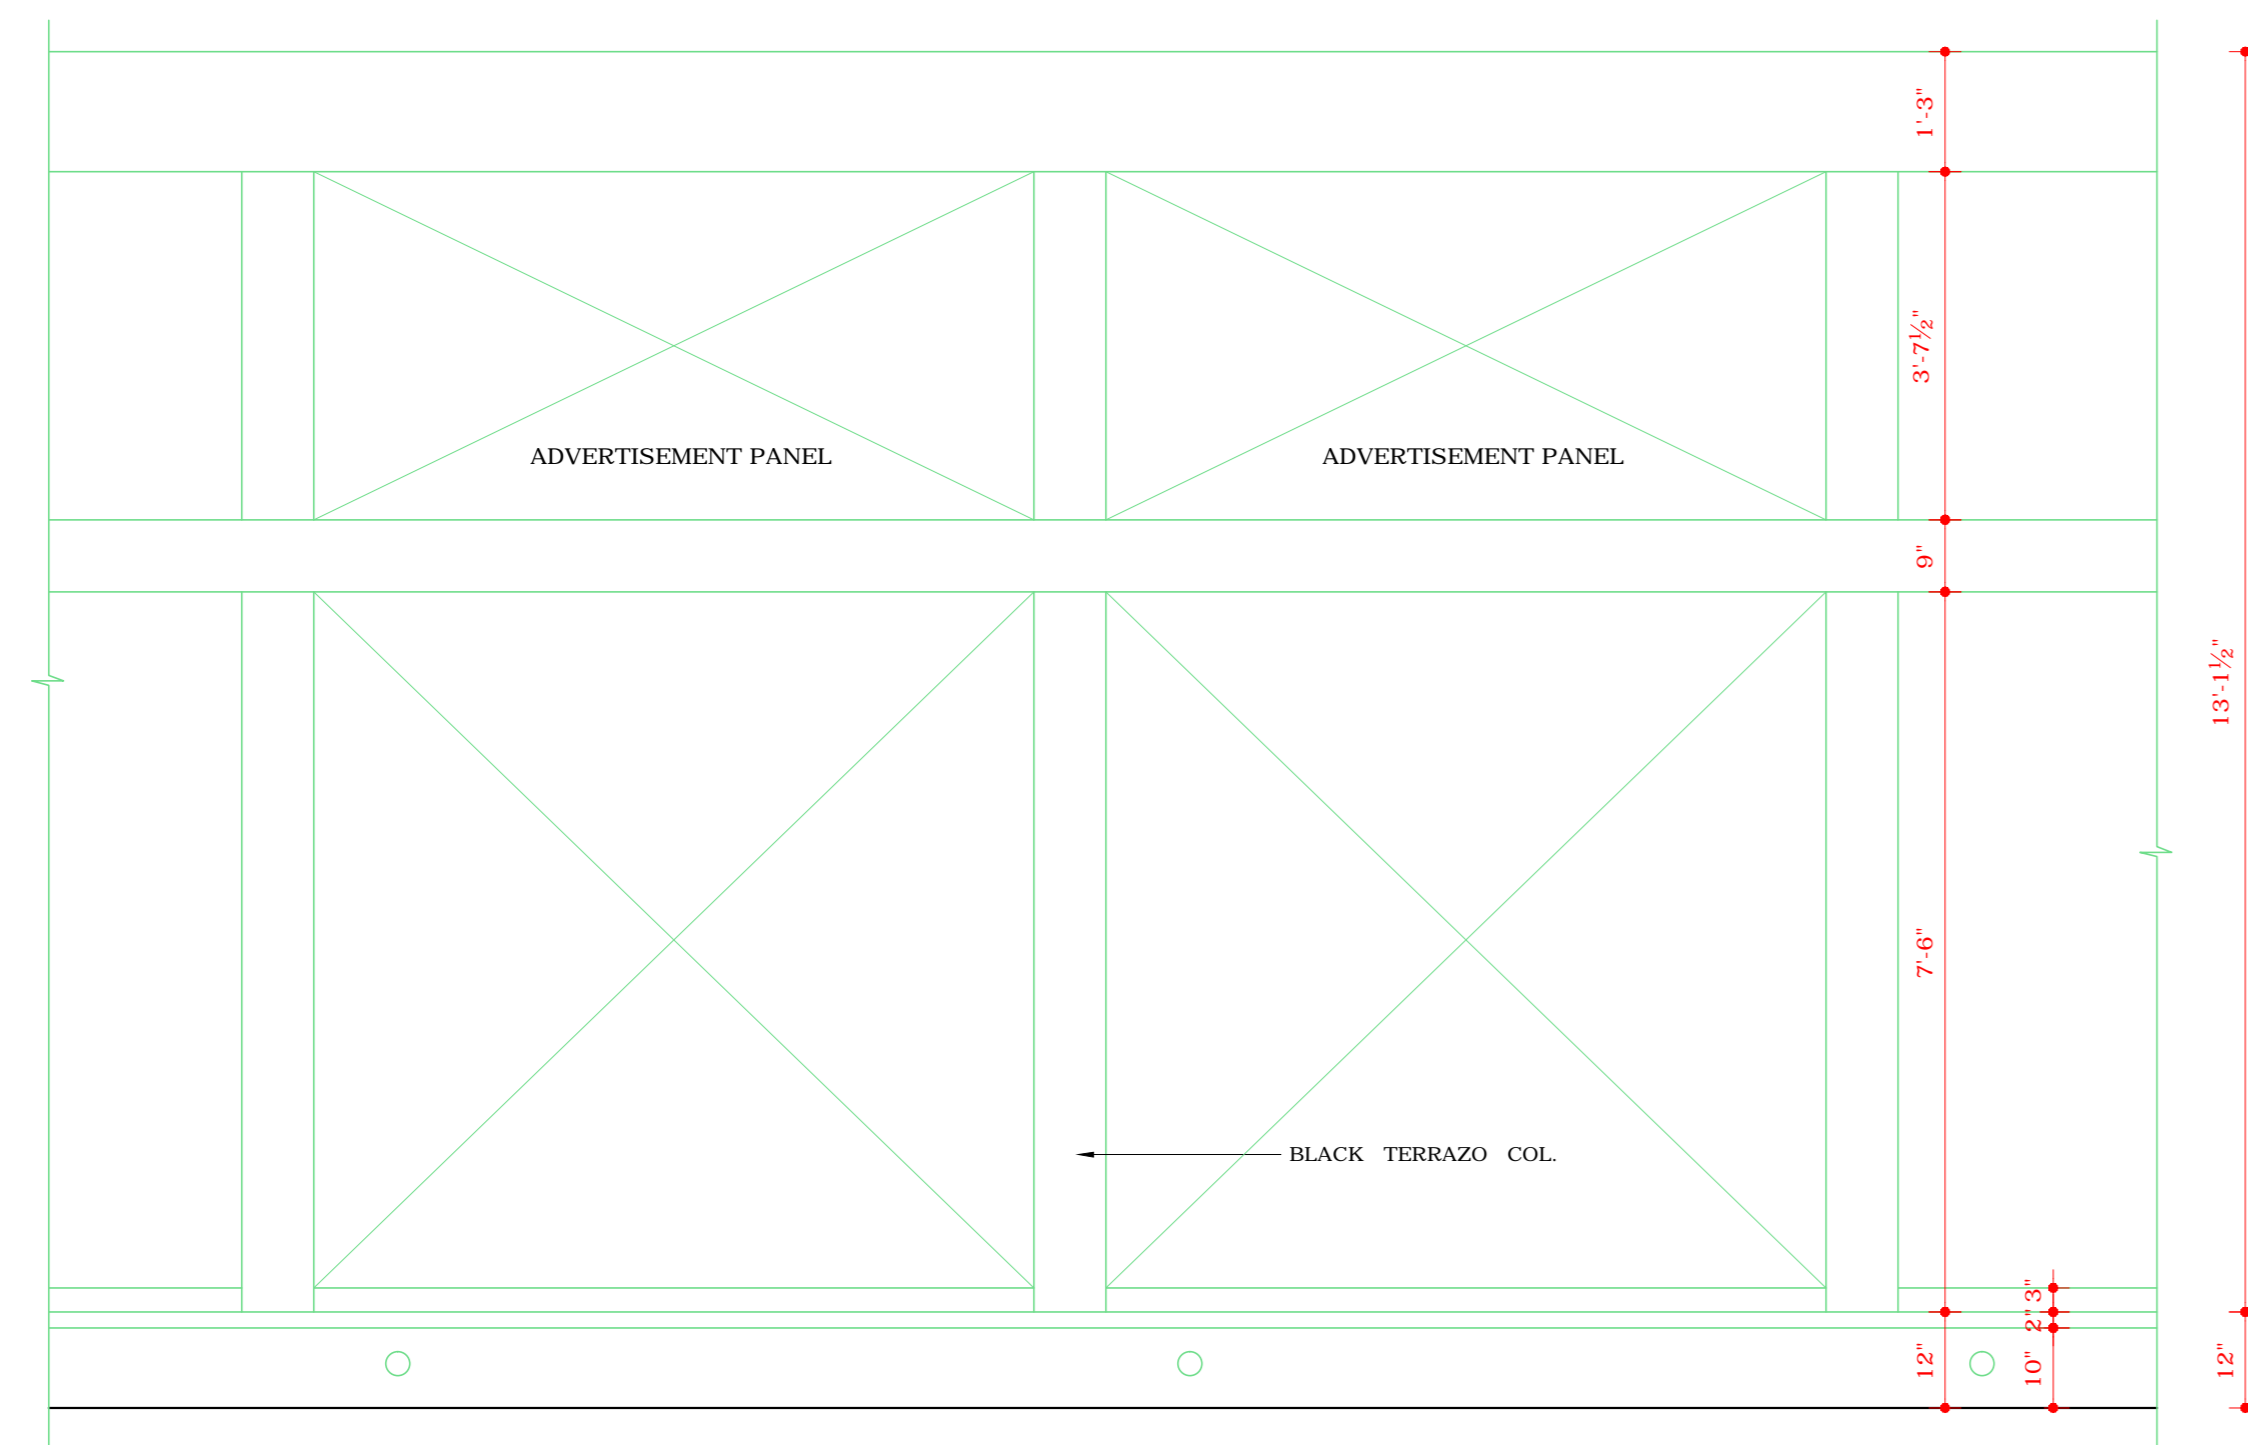 1'-3"
3'-7½"
ADVERTISEMENT PANEL ADVERTISEMENT PANEL
9"
13'-1½"
7'-6"
BLACK TERRAZO COL.
3"
2"
12" 10" 12"